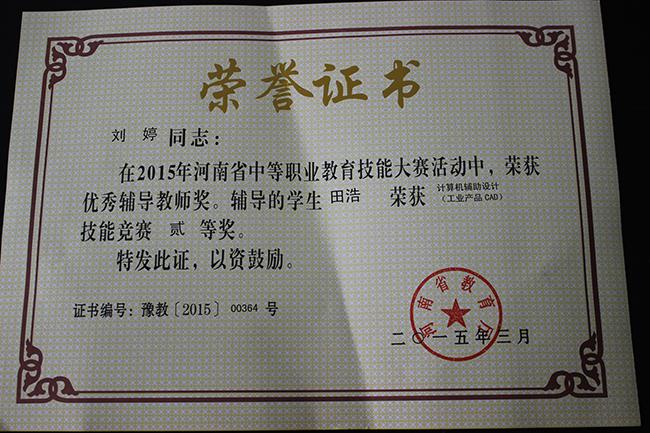 荣誉证书
刘婷 同志：
在2015年河南省中等职业教育技能大赛活动中，荣获
优秀辅导教师奖。辅导的学生 田浩 荣获 计算机辅助设计
（工业产品CAD）
技能竞赛 贰 等奖。
特发此证，以资鼓励。
证书编号：豫教〔2015〕00364 号
河南省教育厅
二〇一五年三月